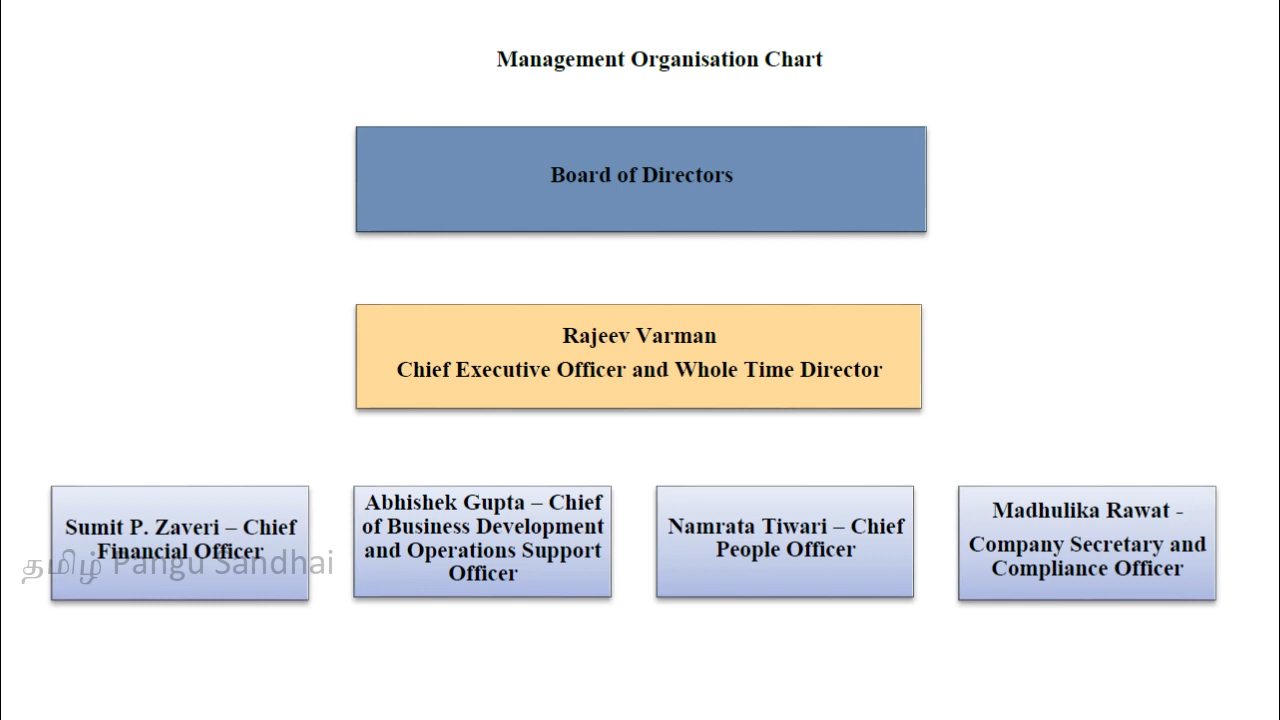 Management Organisation Chart
Board of Directors
Rajeev Varman
Chief Executive Officer and Whole Time Director
Sumit P. Zaveri – Chief
Financial Officer
Abhishek Gupta – Chief
of Business Development
and Operations Support
Officer
Namrata Tiwari – Chief
People Officer
Madhulika Rawat -
Company Secretary and
Compliance Officer
தமிழ் Pangu Sandhai